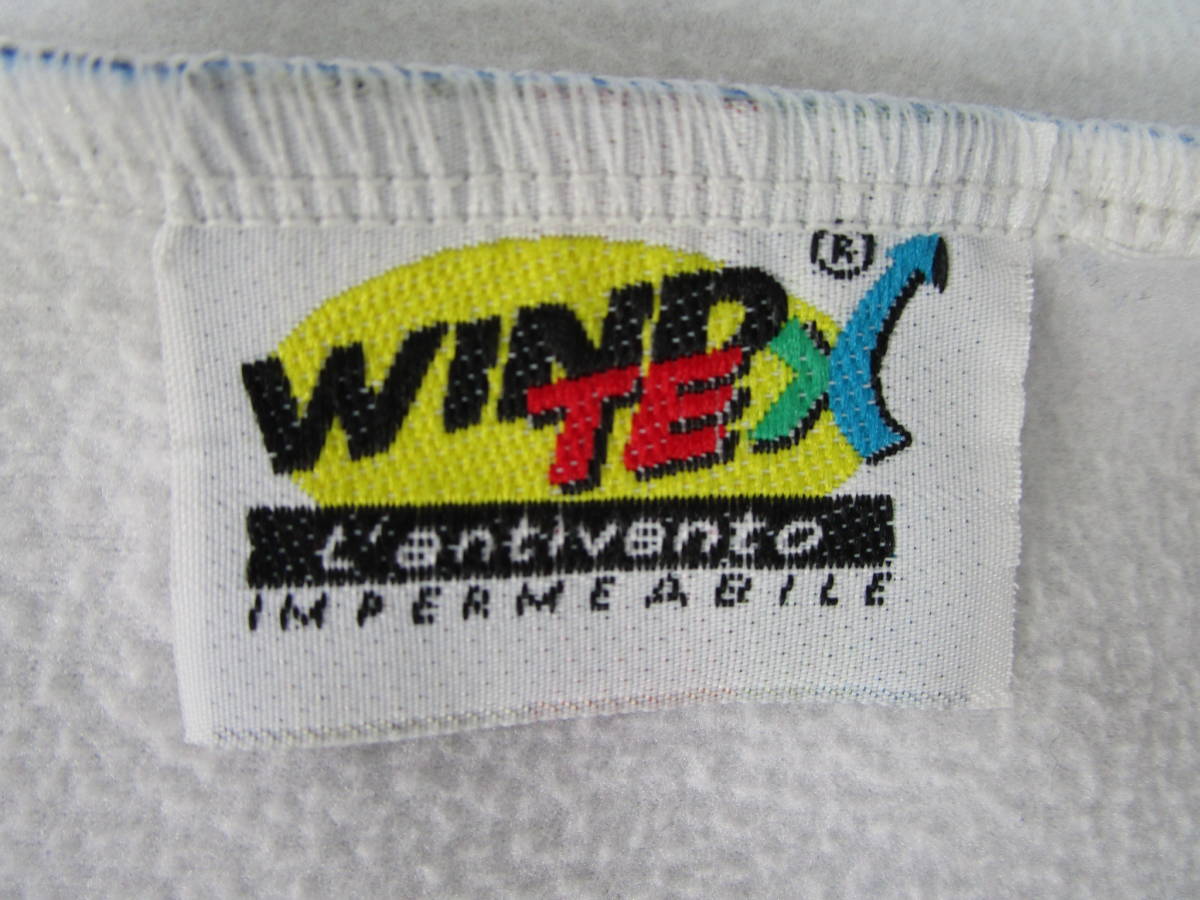 WINDTEX ®
L'antivento
IMPERMEABILE